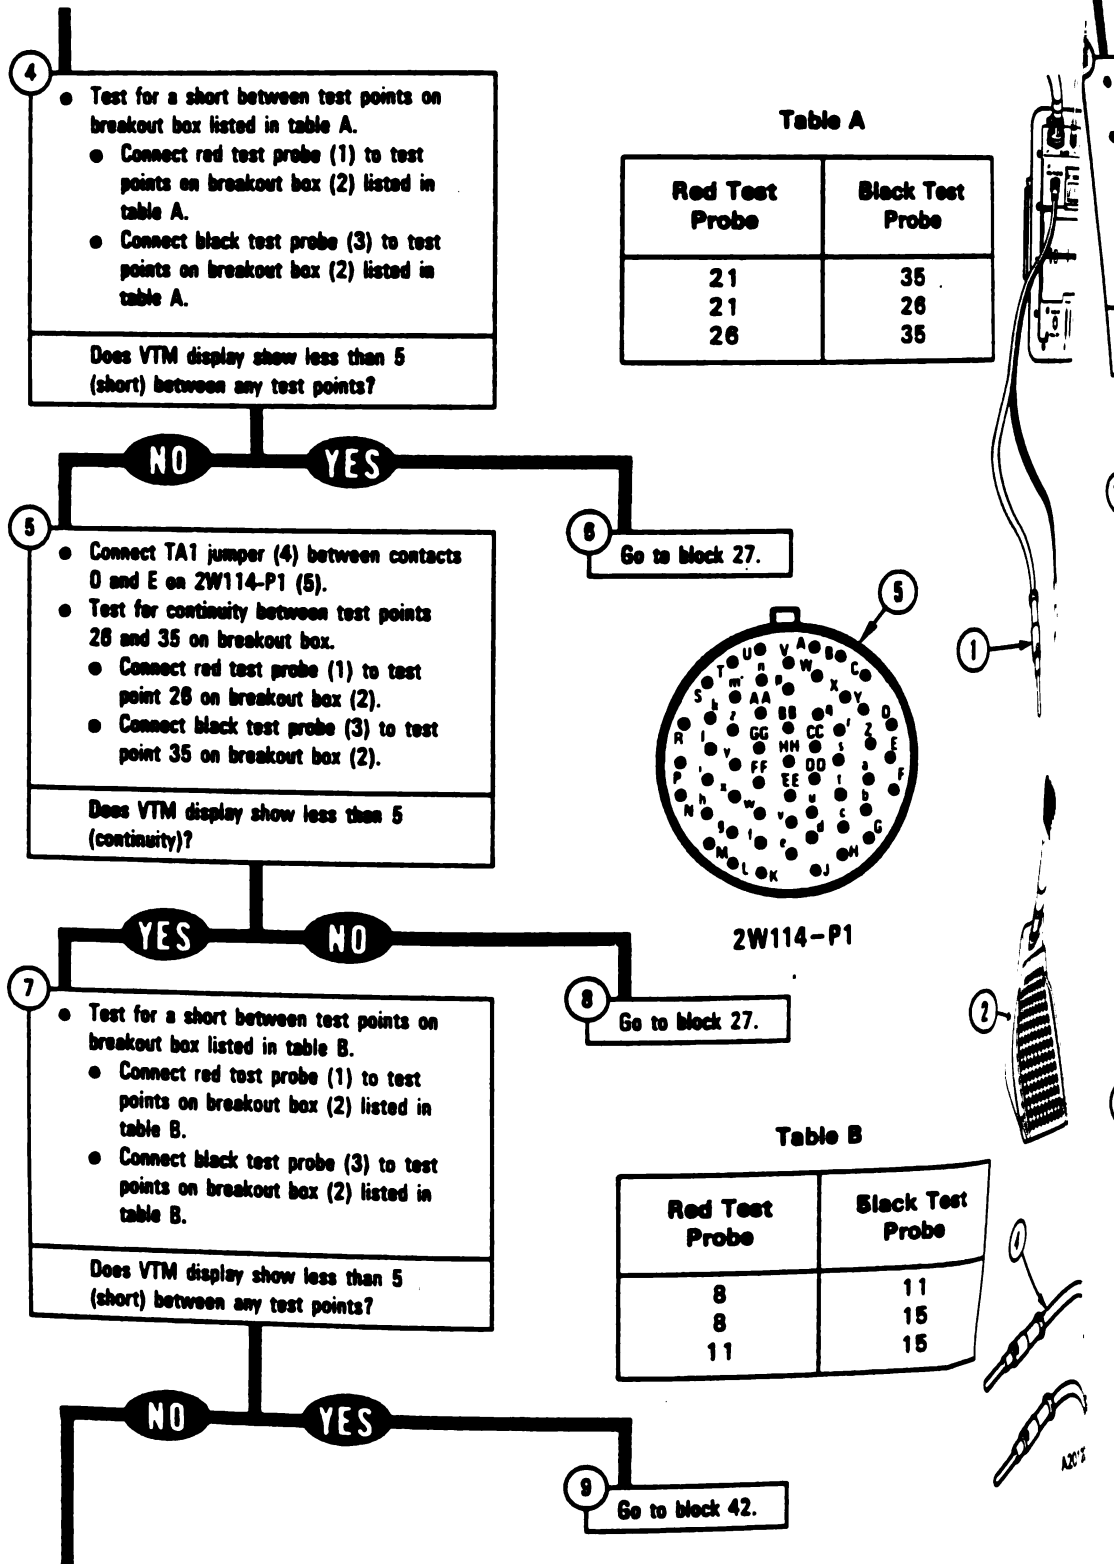 4
● Test for a short between test points on
breakout box listed in table A.
● Connect red test probe (1) to test
points on breakout box (2) listed in
table A.
● Connect black test probe (3) to test
points on breakout box (2) listed in
table A.
Does VTM display show less than 5
(short) between any test points?
Table A
Red Test Probe | Black Test Probe
21 35
21 26
26 35
NO YES
5
● Connect TA1 jumper (4) between contacts
D and E on 2W114-P1 (5).
● Test for continuity between test points
26 and 35 on breakout box.
● Connect red test probe (1) to test
point 26 on breakout box (2).
● Connect black test probe (3) to test
point 35 on breakout box (2).
Does VTM display show less than 5
(continuity)?
6
Go to block 27.
5
U V A B C
T n W
S m p X Y D
k AA BB q r Z E
R z GG CC s
j y HH DD a F
P FF EE t b
N h x w u c G
g f v d
M L K e J H
2W114-P1
1
2
YES NO
7
● Test for a short between test points on
breakout box listed in table B.
● Connect red test probe (1) to test
points on breakout box (2) listed in
table B.
● Connect black test probe (3) to test
points on breakout box (2) listed in
table B.
Does VTM display show less than 5
(short) between any test points?
8
Go to block 27.
Table B
Red Test Probe | Black Test Probe
8 11
8 15
11 15
4
NO YES
9
Go to block 42.